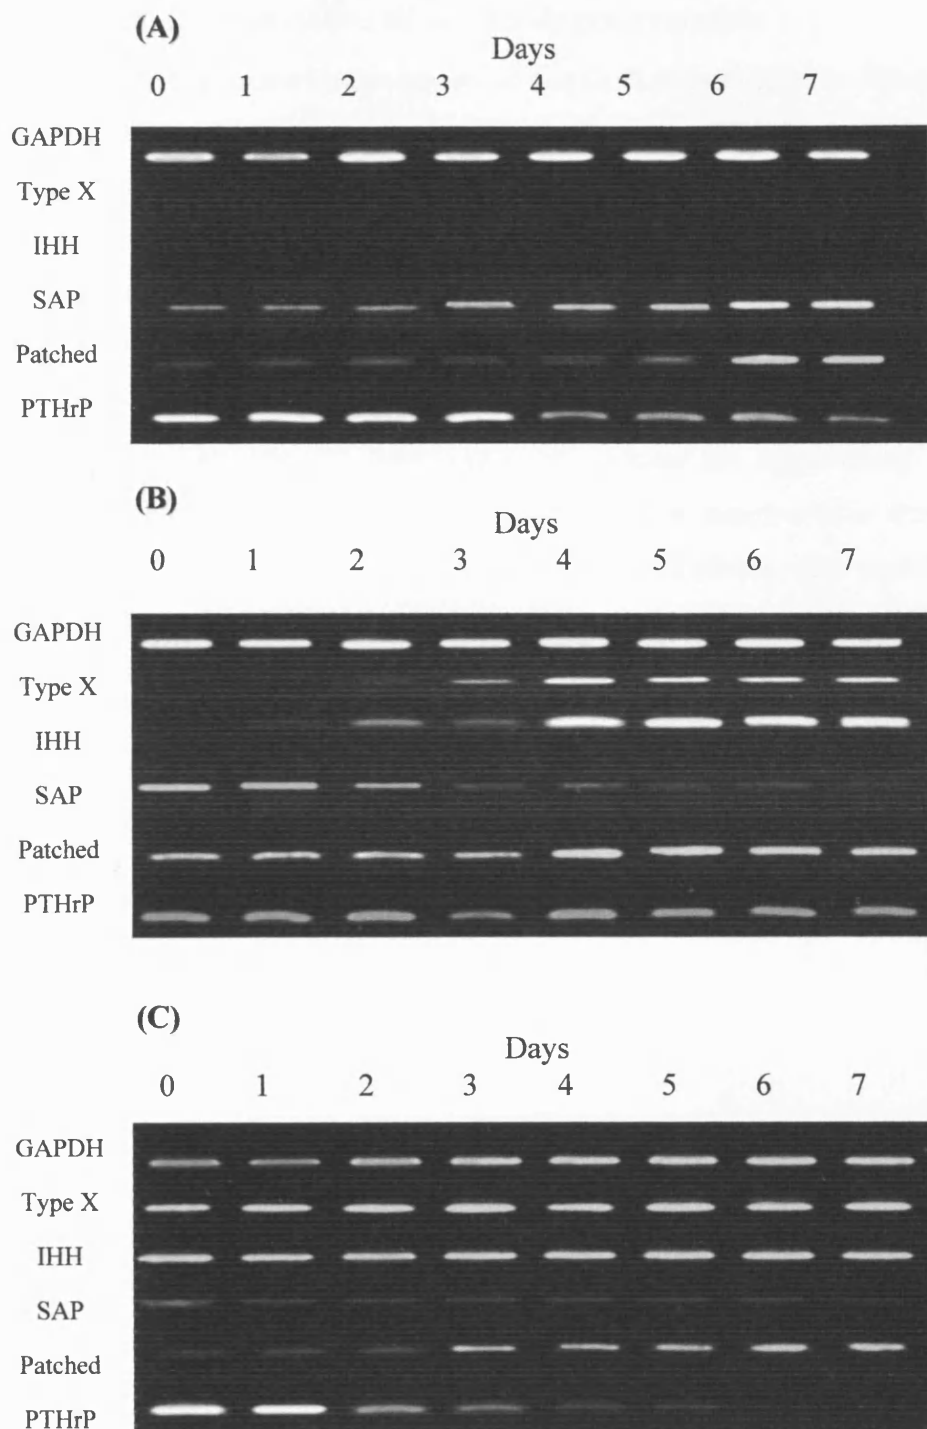 (A)
Days
0 1 2 3 4 5 6 7
GAPDH
Type X
IHH
SAP
Patched
PTHrP
(B)
Days
0 1 2 3 4 5 6 7
GAPDH
Type X
IHH
SAP
Patched
PTHrP
(C)
Days
0 1 2 3 4 5 6 7
GAPDH
Type X
IHH
SAP
Patched
PTHrP